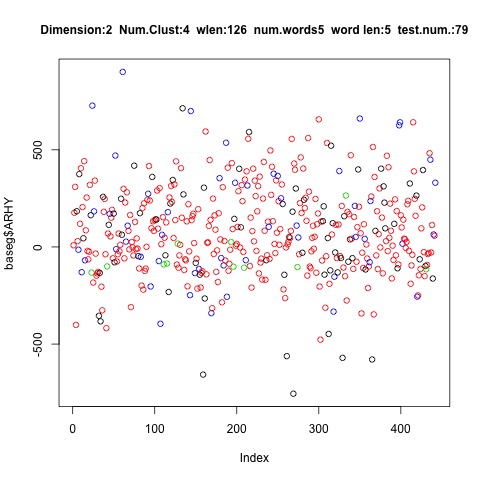 Dimension:2 Num.Clust:4 wlen:126 num.words5 word len:5 test.num.:79
baseg$ARHY
500
0
-500
0 100 200 300 400
Index